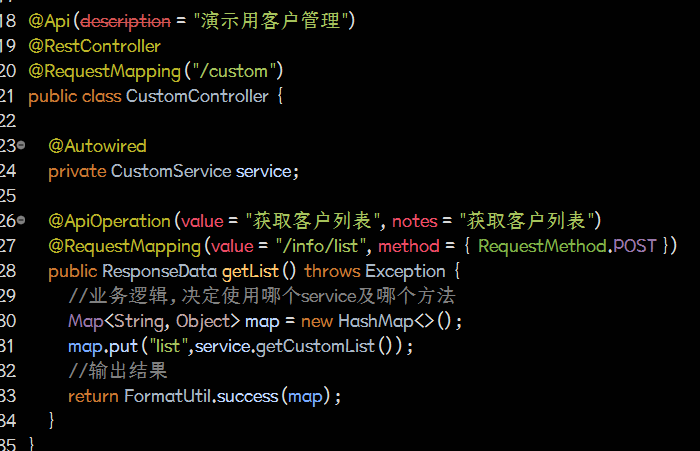 18 @Api(description = "演示用客户管理")
19 @RestController
20 @RequestMapping("/custom")
21 public class CustomController {
22
23 @Autowired
24 private CustomService service;
25
26 @ApiOperation(value = "获取客户列表", notes = "获取客户列表")
27 @RequestMapping(value = "/info/list", method = { RequestMethod.POST })
28 public ResponseData getList() throws Exception {
29 //业务逻辑,决定使用哪个service及哪个方法
30 Map<String, Object> map = new HashMap<>();
31 map.put("list",service.getCustomList());
32 //输出结果
33 return FormatUtil.success(map);
34 }
35 }